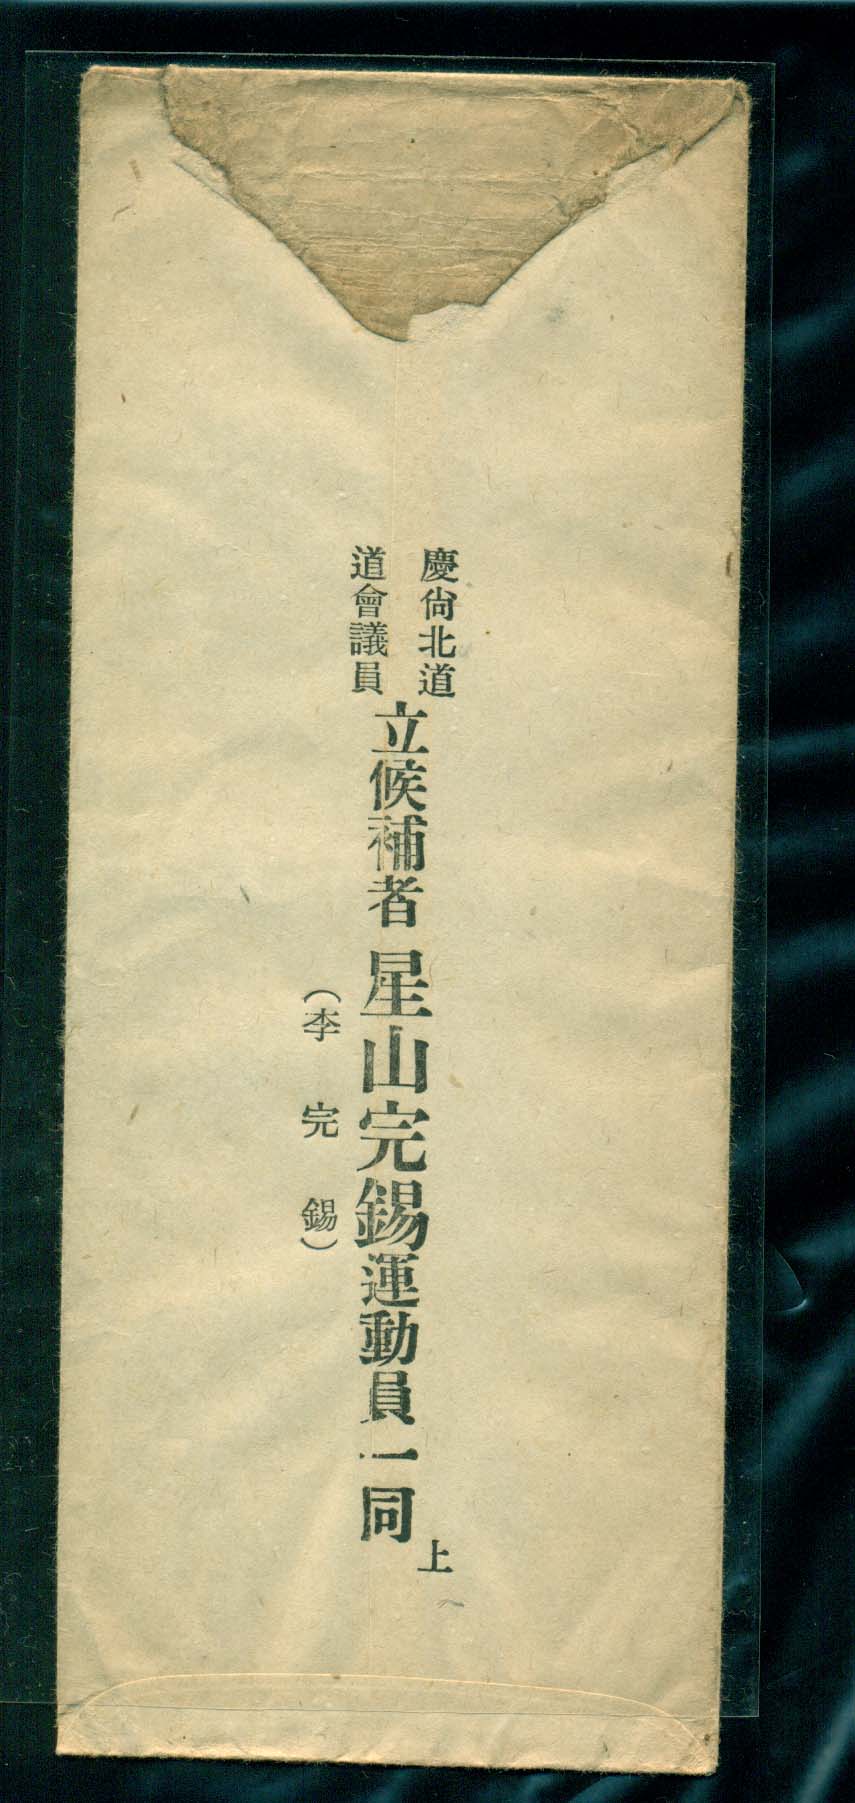 慶尙北道
道會議員
立候補者 星山完錫運動員一同
上
(李完錫)